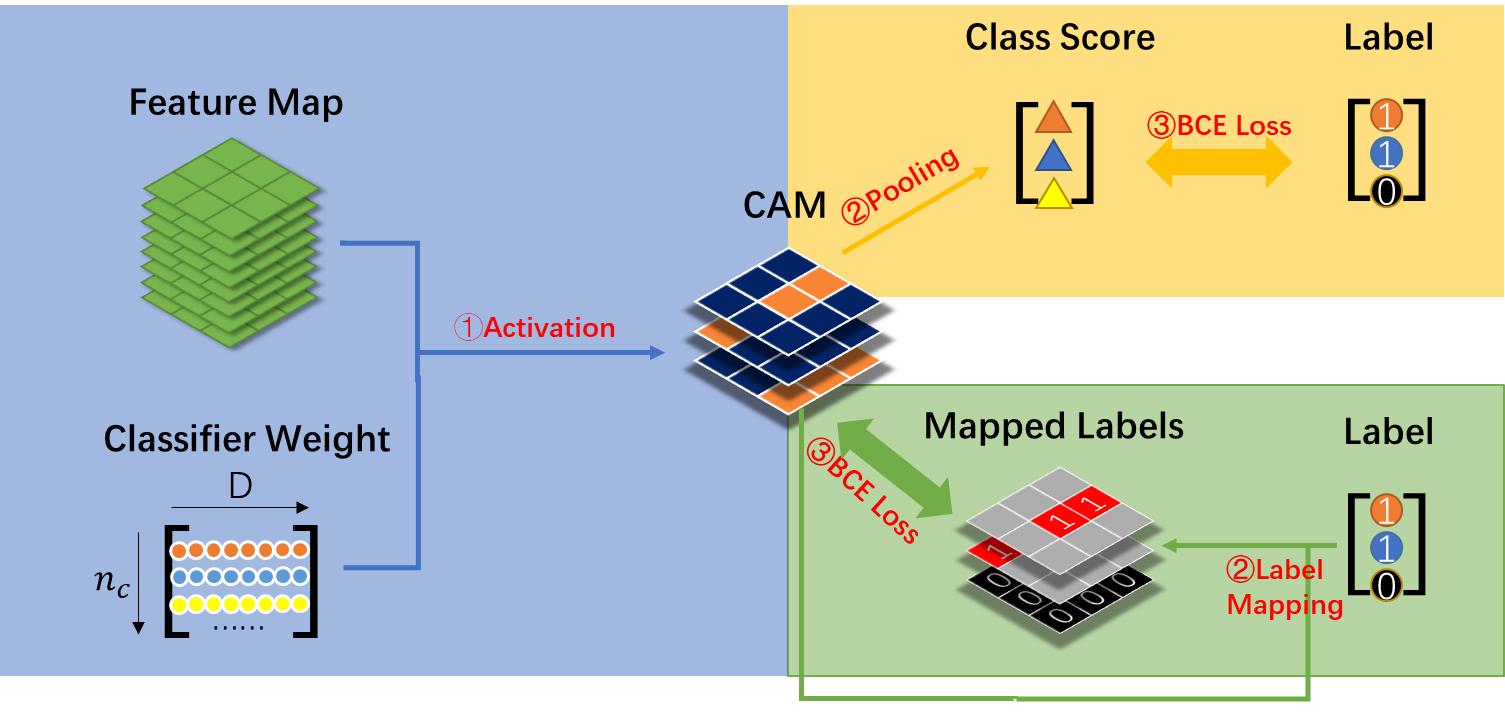 Feature Map
Classifier Weight
D
n_c
......
①Activation
CAM
②Pooling
Class Score
③BCE Loss
Label
1
1
0
③BCE Loss
Mapped Labels
1 1
1
0 0 0 0 0
②Label
Mapping
Label
1
1
0